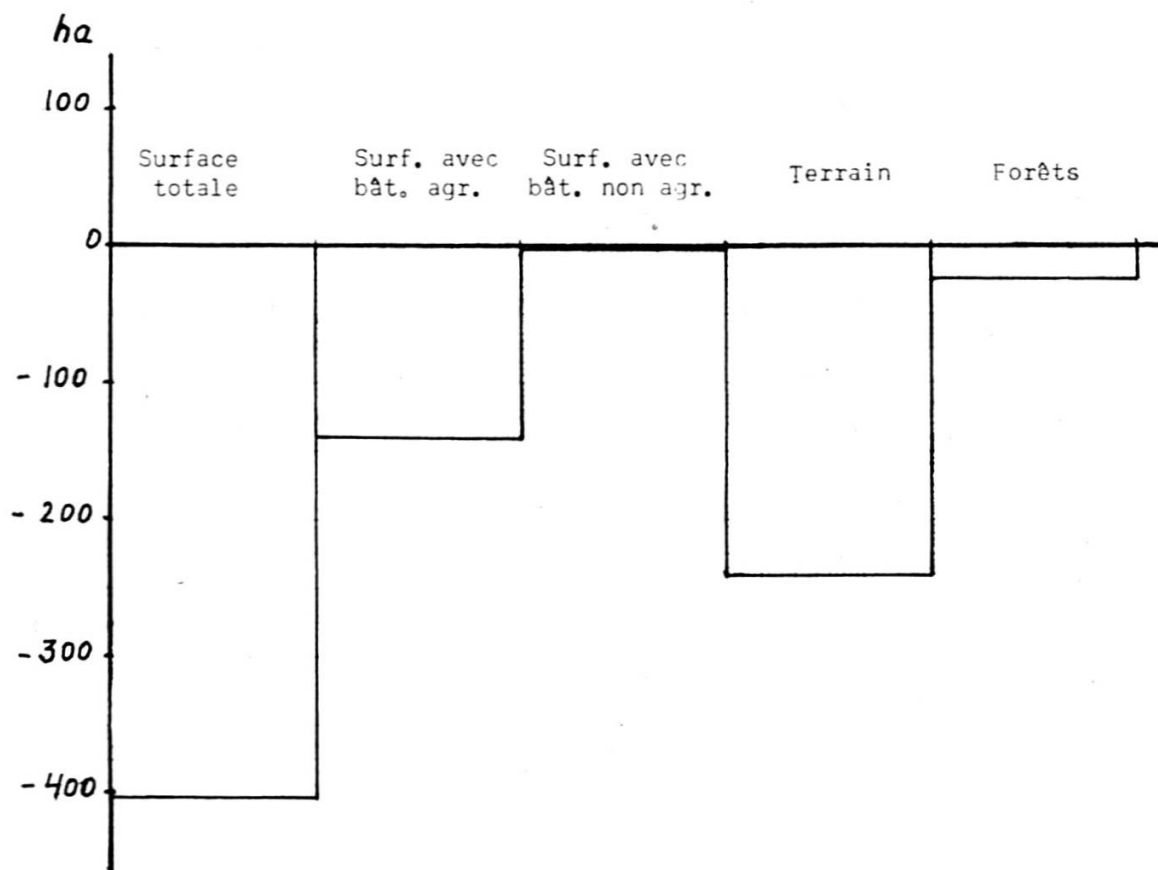 ha
100
Surface
totale
Surf. avec
bât. agr.
Surf. avec
bât. non agr.
Terrain
Forêts
0
- 100
- 200
- 300
- 400